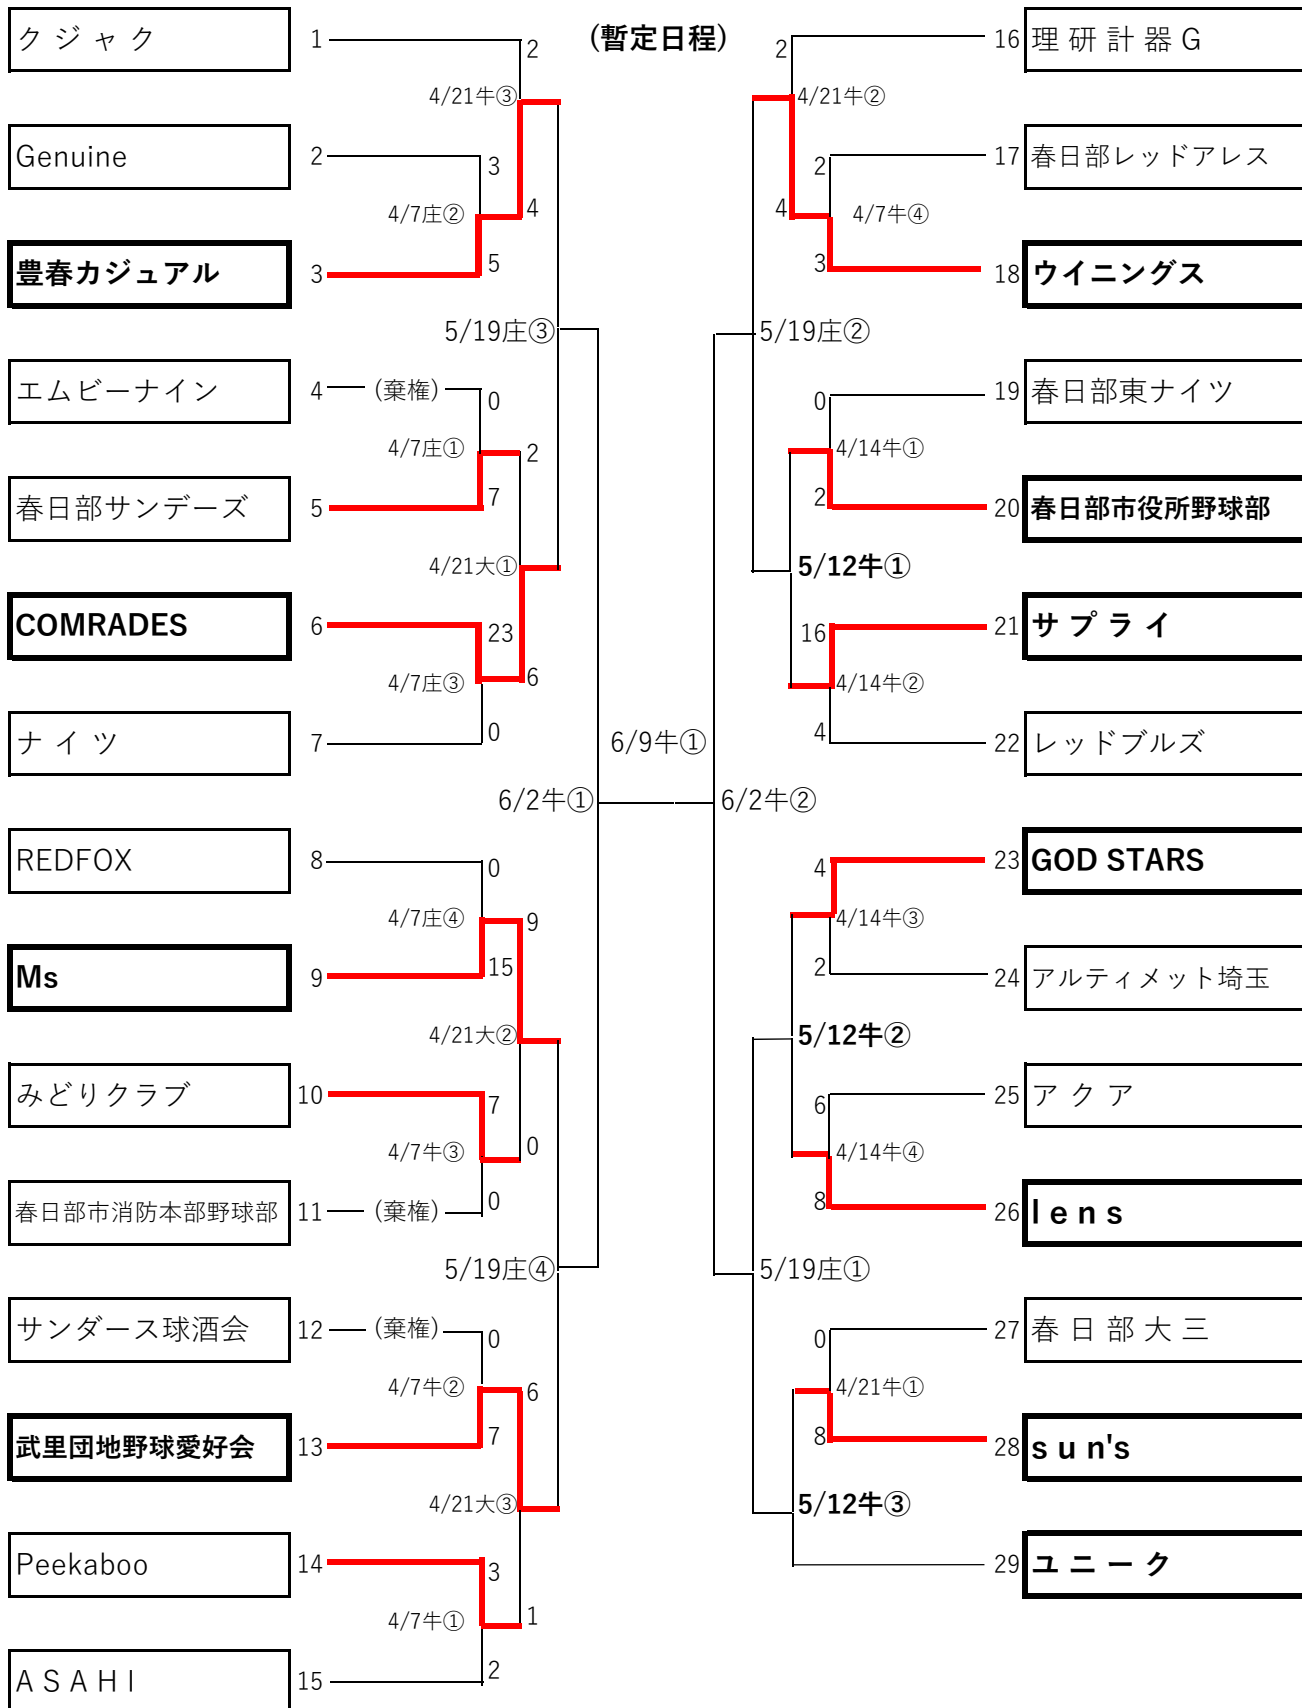 (暫定日程)
クジャク 1
2
4/21牛③
Genuine 2
3
4/7庄②
4
豊春カジュアル 3
5
5/19庄③
エムビーナイン 4 (棄権)
0
4/7庄①
2
春日部サンデーズ 5
7
4/21大①
COMRADES 6
23
4/7庄③
6
ナイツ 7
0
6/9牛①
6/2牛①
REDFOX 8
0
4/7庄④
9
Ms 9
15
4/21大②
みどりクラブ 10
7
4/7牛③
0
春日部市消防本部野球部 11 (棄権)
0
5/19庄④
サンダース球酒会 12 (棄権)
0
4/7牛②
6
武里団地野球愛好会 13
7
4/21大③
Peekaboo 14
3
4/7牛①
1
ASAHI 15
2
16 理研計器G
2
4/21牛②
17 春日部レッドアレス
2
4
4/7牛④
3
18 ウイニングス
5/19庄②
19 春日部東ナイツ
0
4/14牛①
2
20 春日部市役所野球部
5/12牛①
21 サプライ
16
4/14牛②
4
22 レッドブルズ
6/2牛②
23 GOD STARS
4
4/14牛③
2
24 アルティメット埼玉
5/12牛②
25 アクア
6
4/14牛④
8
26 lens
5/19庄①
27 春日部大三
0
4/21牛①
8
28 sun's
5/12牛③
29 ユニーク